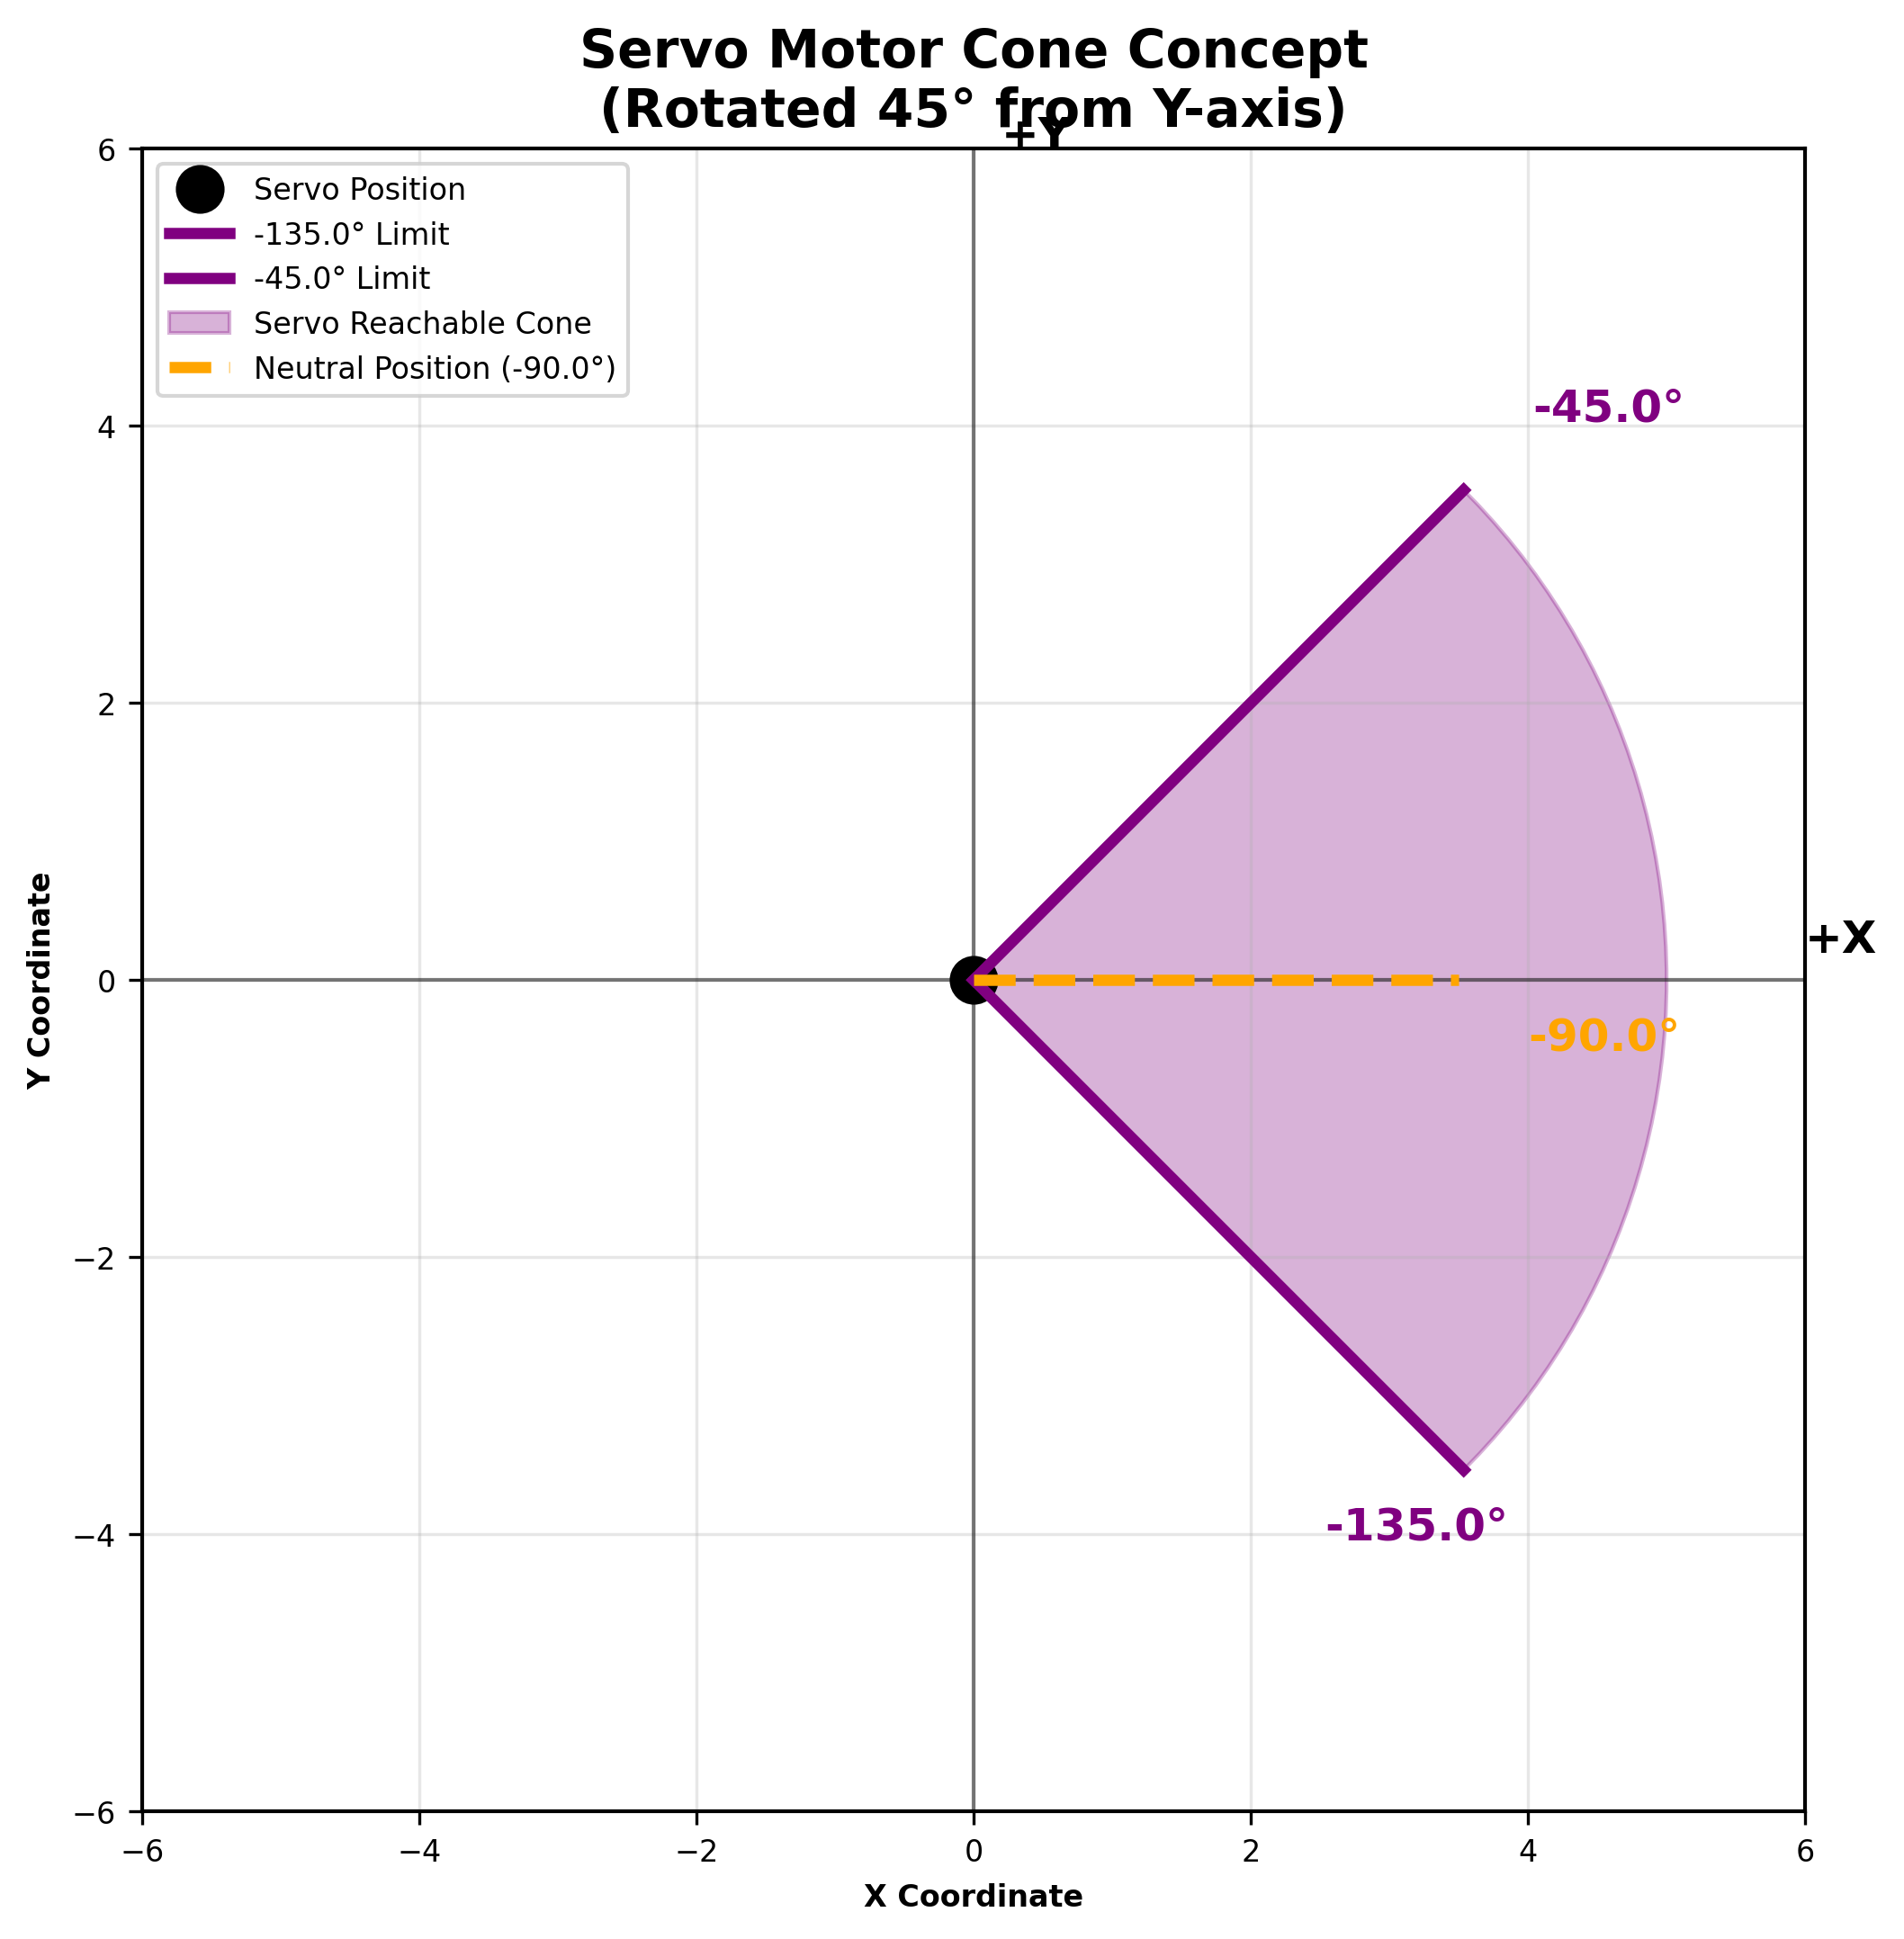 Servo Motor Cone Concept
(Rotated 45° from Y-axis)
+Y
Servo Position
-135.0° Limit
-45.0° Limit
Servo Reachable Cone
Neutral Position (-90.0°)
-45.0°
+X
-90.0°
-135.0°
Y Coordinate
6
4
2
0
−2
−4
−6
−6 −4 −2 0 2 4 6
X Coordinate